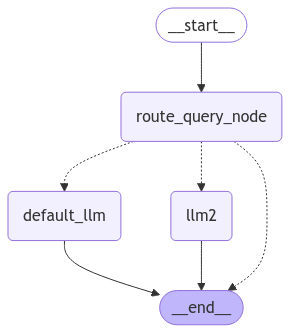 __start__
route_query_node
default_llm
llm2
__end__